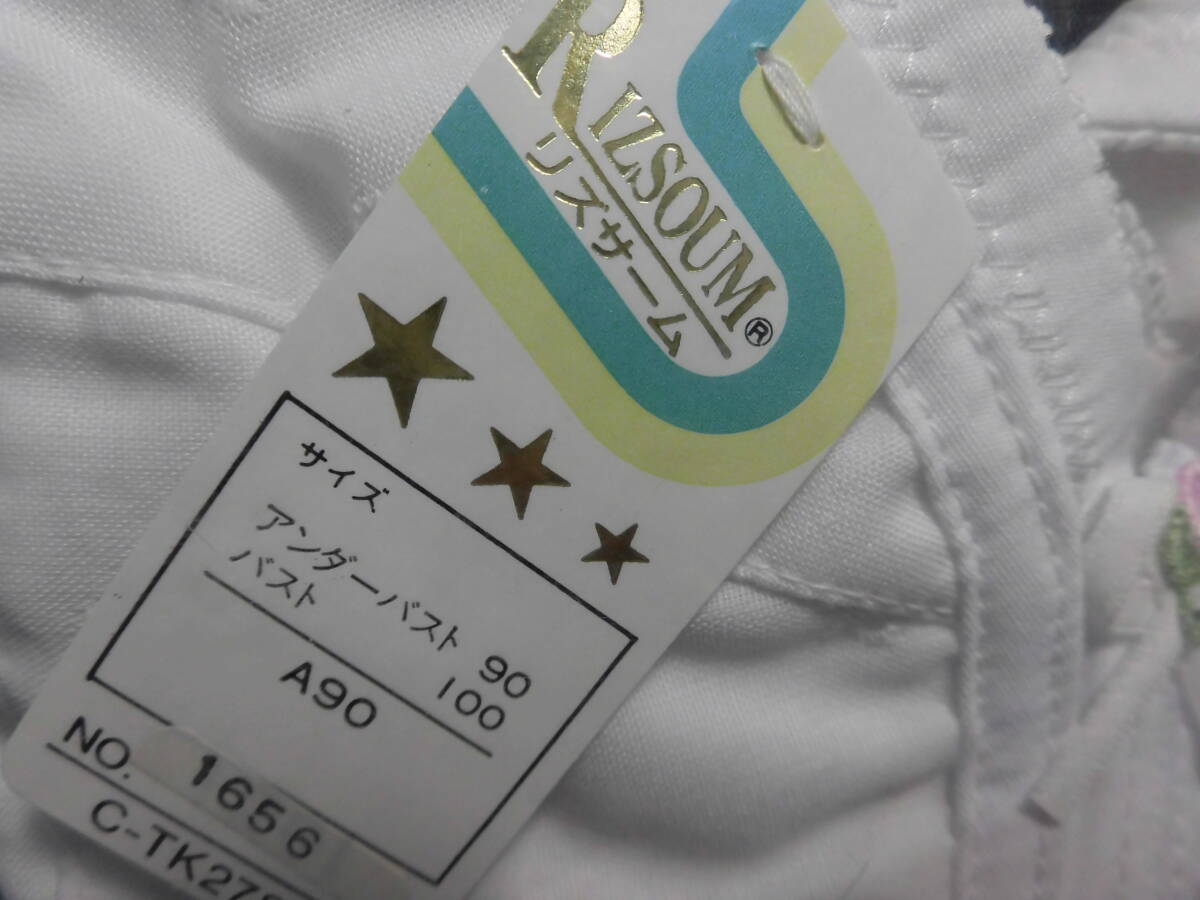 RIZSOUM®
リズサーム
サイズ
アンダーバスト 90
バスト 100
A90
NO. 1656
C-TK27